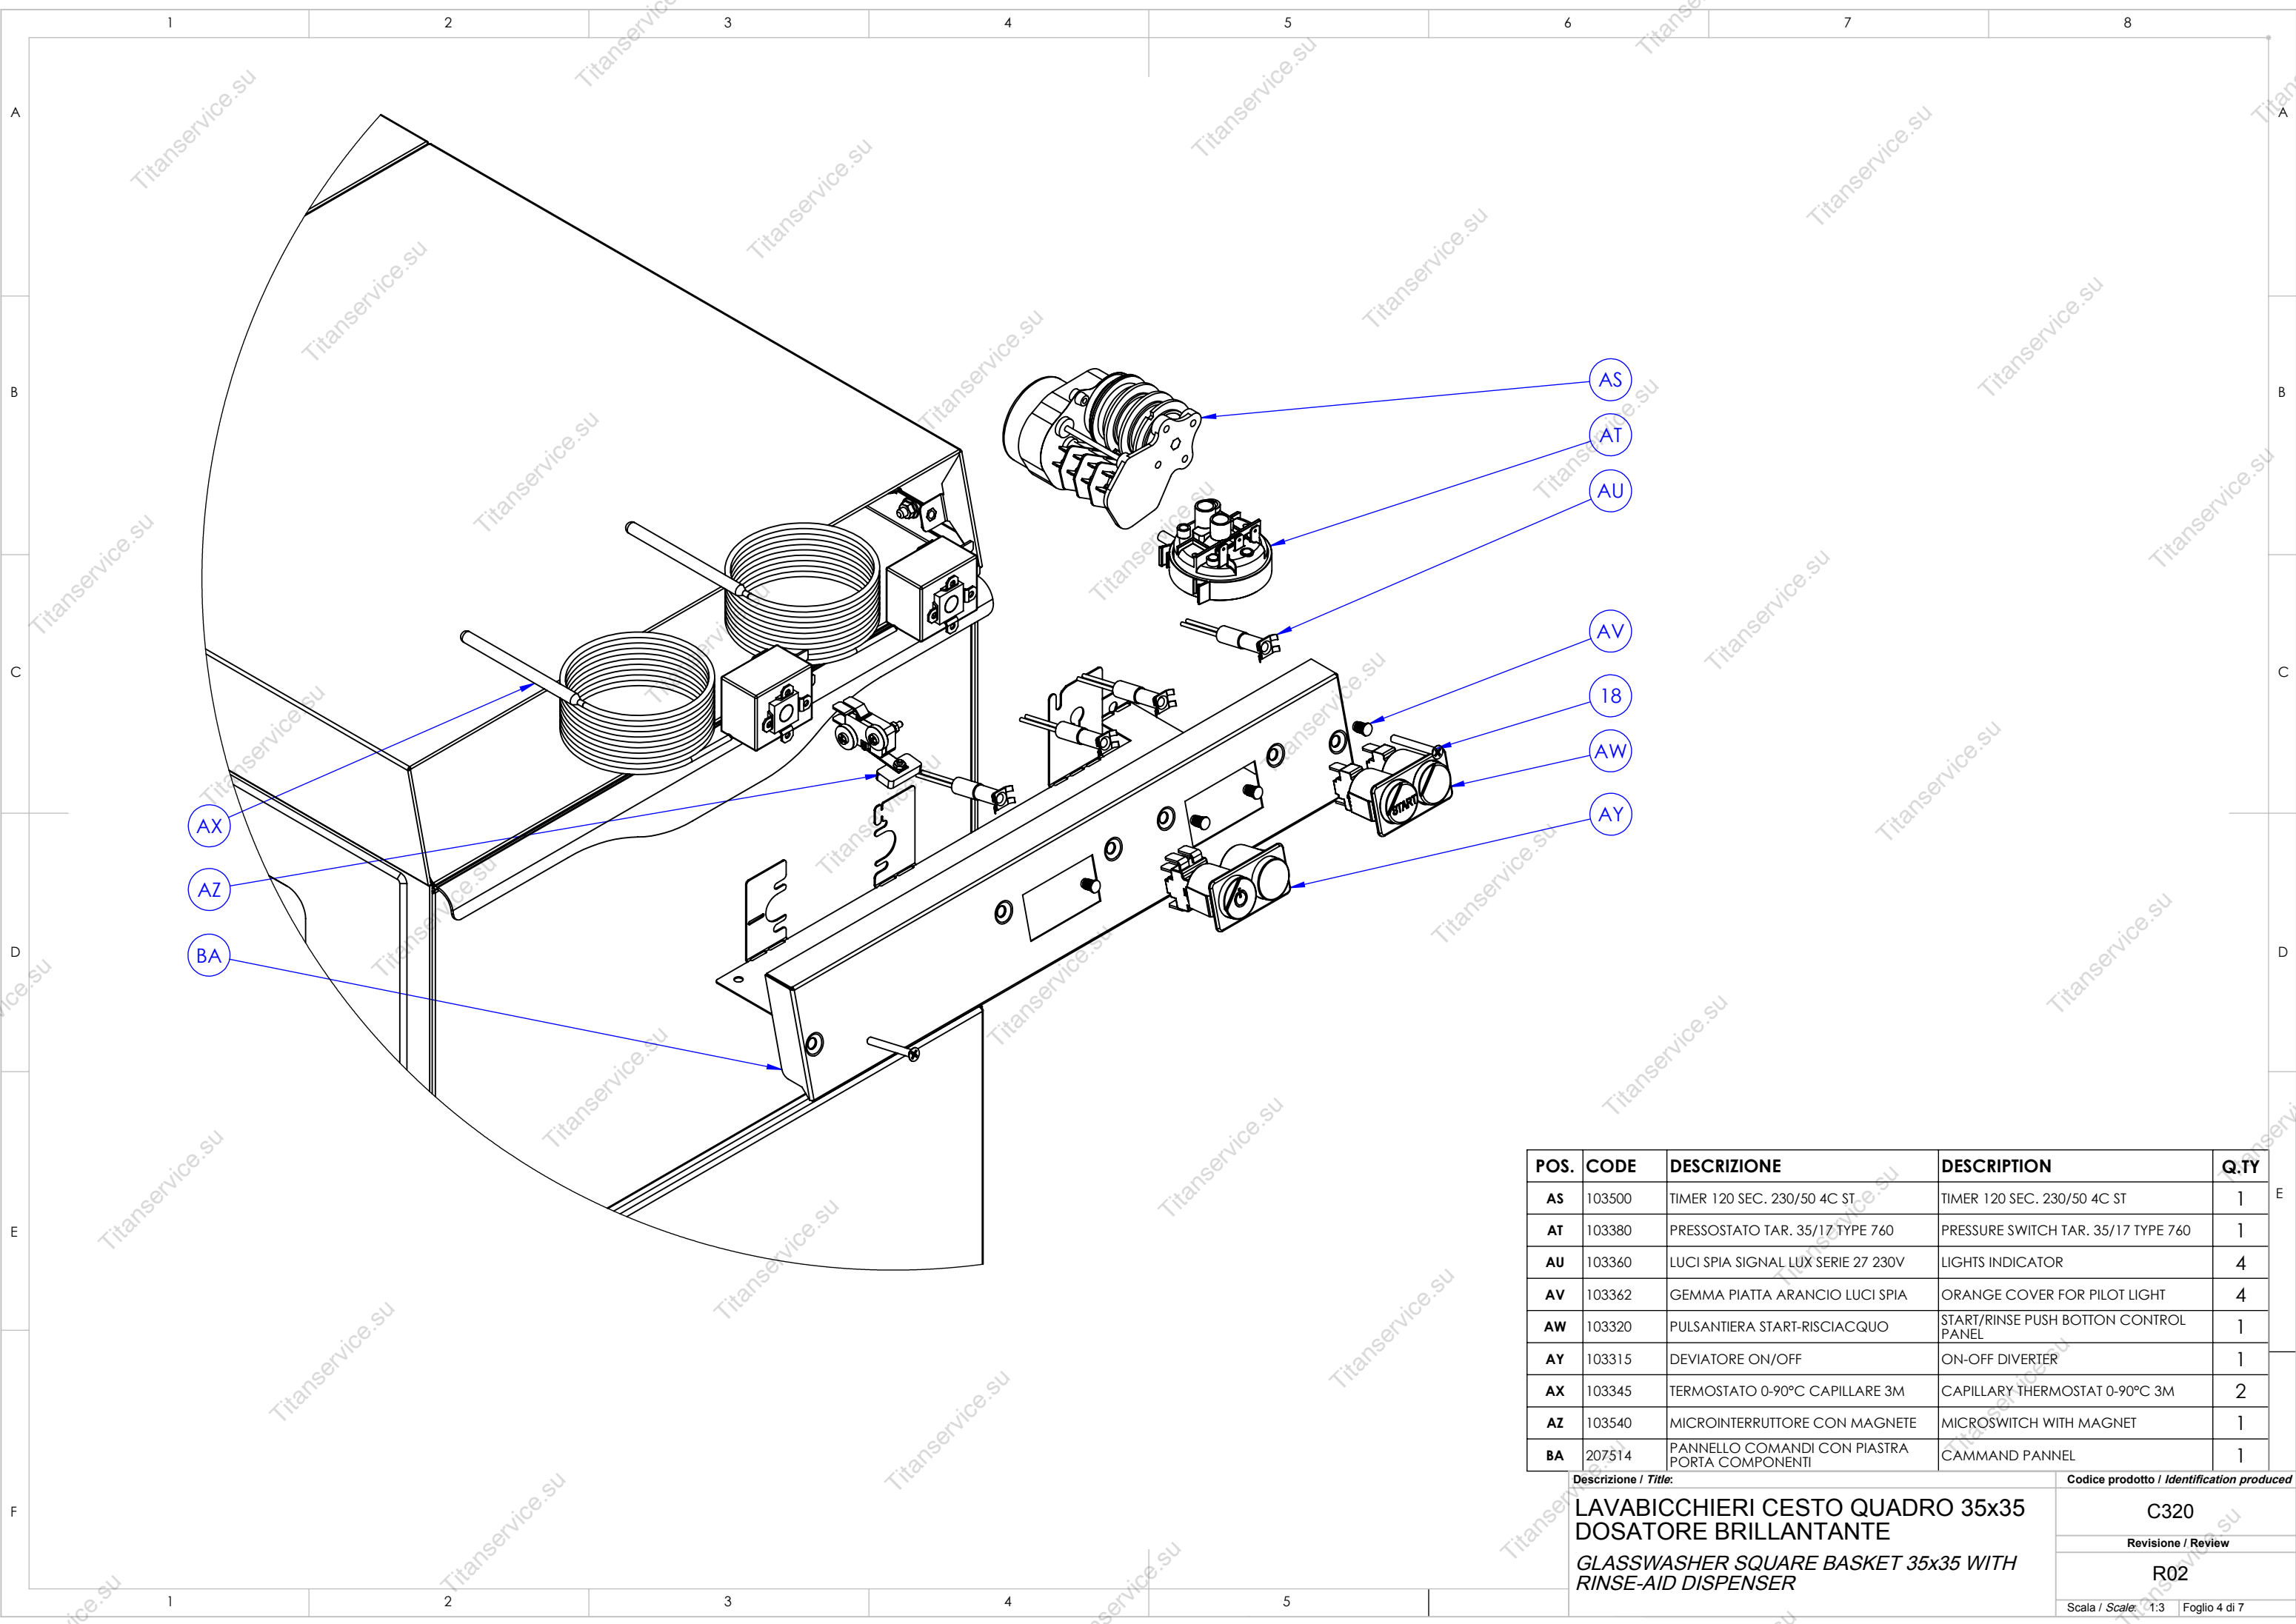 1 2 3 4 5 6 7 8
A A
B B
C C
D D
E E
F
1 2 3 4 5
AS
AT
AU
AV
18
AW
AY
AX
AZ
BA
START
POS. CODE DESCRIZIONE DESCRIPTION Q.TY
AS 103500 TIMER 120 SEC. 230/50 4C ST TIMER 120 SEC. 230/50 4C ST 1
AT 103380 PRESSOSTATO TAR. 35/17 TYPE 760 PRESSURE SWITCH TAR. 35/17 TYPE 760 1
AU 103360 LUCI SPIA SIGNAL LUX SERIE 27 230V LIGHTS INDICATOR 4
AV 103362 GEMMA PIATTA ARANCIO LUCI SPIA ORANGE COVER FOR PILOT LIGHT 4
AW 103320 PULSANTIERA START-RISCIACQUO START/RINSE PUSH BOTTON CONTROL PANEL 1
AY 103315 DEVIATORE ON/OFF ON-OFF DIVERTER 1
AX 103345 TERMOSTATO 0-90°C CAPILLARE 3M CAPILLARY THERMOSTAT 0-90°C 3M 2
AZ 103540 MICROINTERRUTTORE CON MAGNETE MICROSWITCH WITH MAGNET 1
BA 207514 PANNELLO COMANDI CON PIASTRA PORTA COMPONENTI CAMMAND PANNEL 1
Descrizione / Title:
LAVABICCHIERI CESTO QUADRO 35x35
DOSATORE BRILLANTANTE
GLASSWASHER SQUARE BASKET 35x35 WITH
RINSE-AID DISPENSER
Codice prodotto / Identification produced
C320
Revisione / Review
R02
Scala / Scale: 1:3 Foglio 4 di 7
Titanservice.su